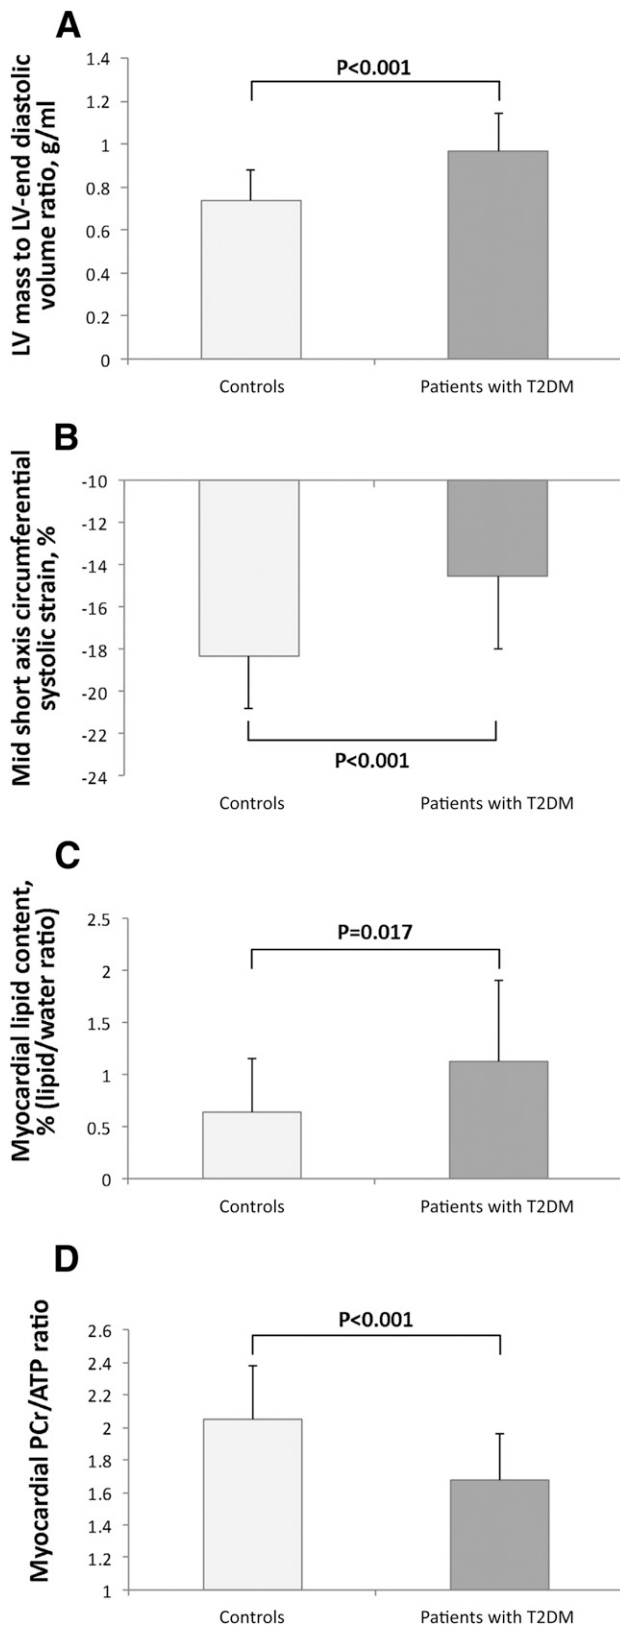 A
LV mass to LV-end diastolic
volume ratio, g/ml
1.4
1.2
1
0.8
0.6
0.4
0.2
0
P<0.001
Controls
Patients with T2DM
B
Mid short axis circumferential
systolic strain, %
-10
-12
-14
-16
-18
-20
-22
-24
P<0.001
Controls
Patients with T2DM
C
Myocardial lipid content,
% (lipid/water ratio)
2.5
2
1.5
1
0.5
0
P=0.017
Controls
Patients with T2DM
D
Myocardial PCr/ATP ratio
2.6
2.4
2.2
2
1.8
1.6
1.4
1.2
1
P<0.001
Controls
Patients with T2DM